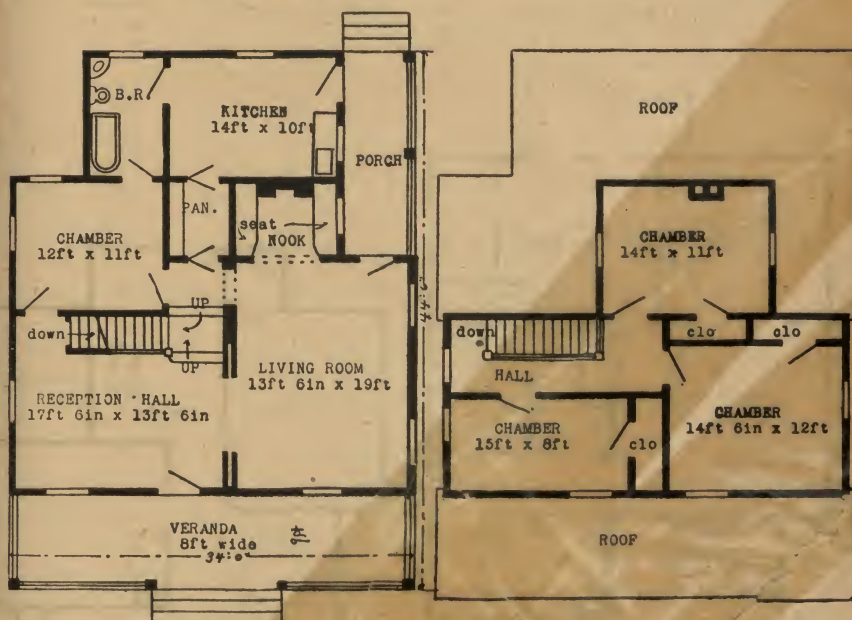 B.R.
KITCHEN
14ft x 10ft
PORCH
PAN.
seat
NOOK
CHAMBER
12ft x 11ft
UP
down
UP
LIVING ROOM
13ft 6in x 19ft
RECEPTION HALL
17ft 6in x 13ft 6in
VERANDA
8ft wide
34'0"
44'0"
ROOF
CHAMBER
14ft x 11ft
down
clo
clo
HALL
CHAMBER
15ft x 8ft
clo
CHAMBER
14ft 6in x 12ft
ROOF